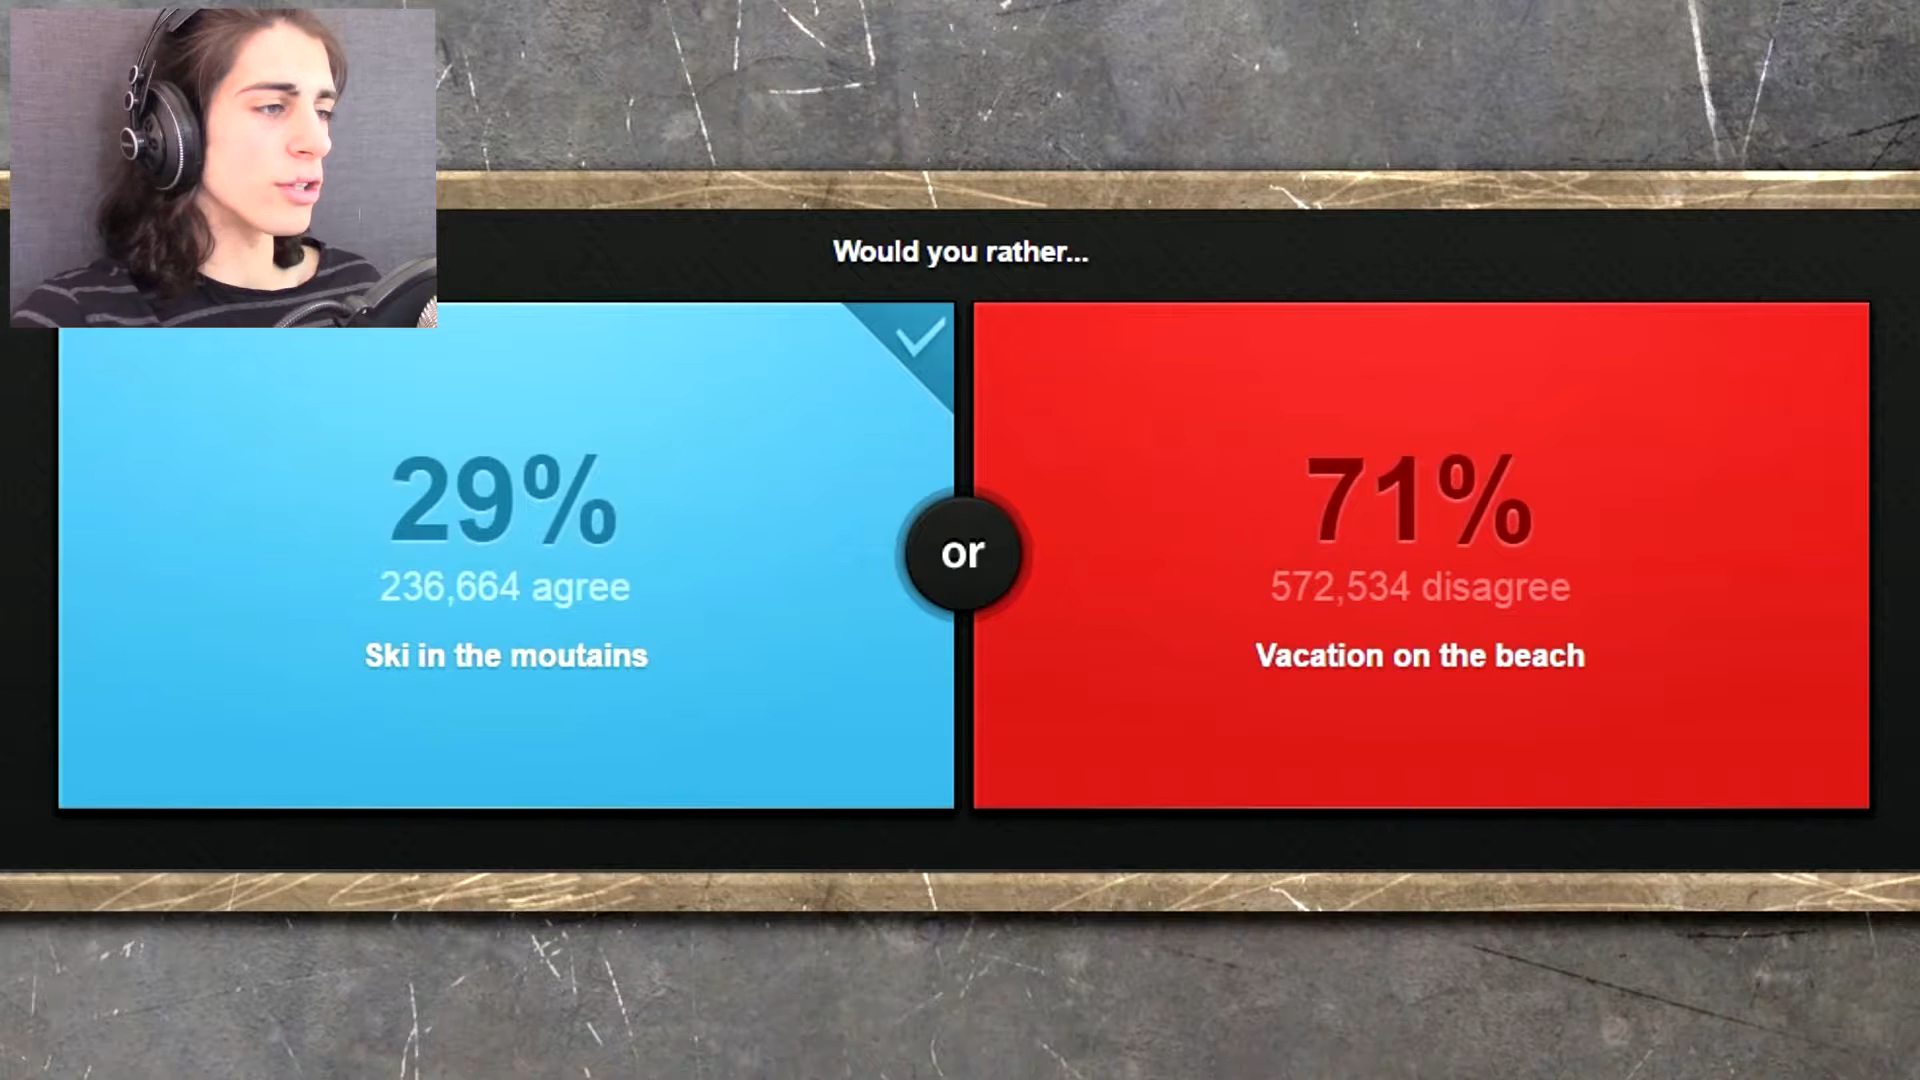 Would you rather...
29%
236,664 agree
Ski in the moutains
or
71%
572,534 disagree
Vacation on the beach